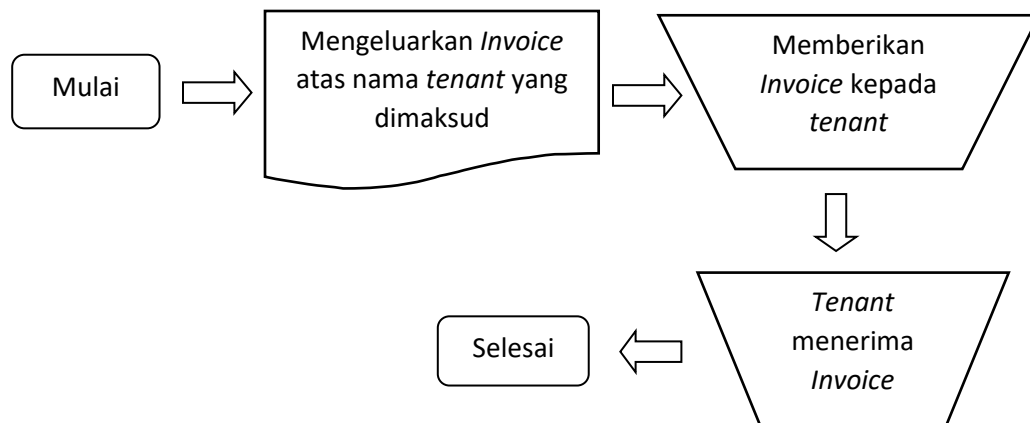 Mulai
Mengeluarkan Invoice
atas nama tenant yang
dimaksud
Memberikan
Invoice kepada
tenant
Tenant
menerima
Invoice
Selesai